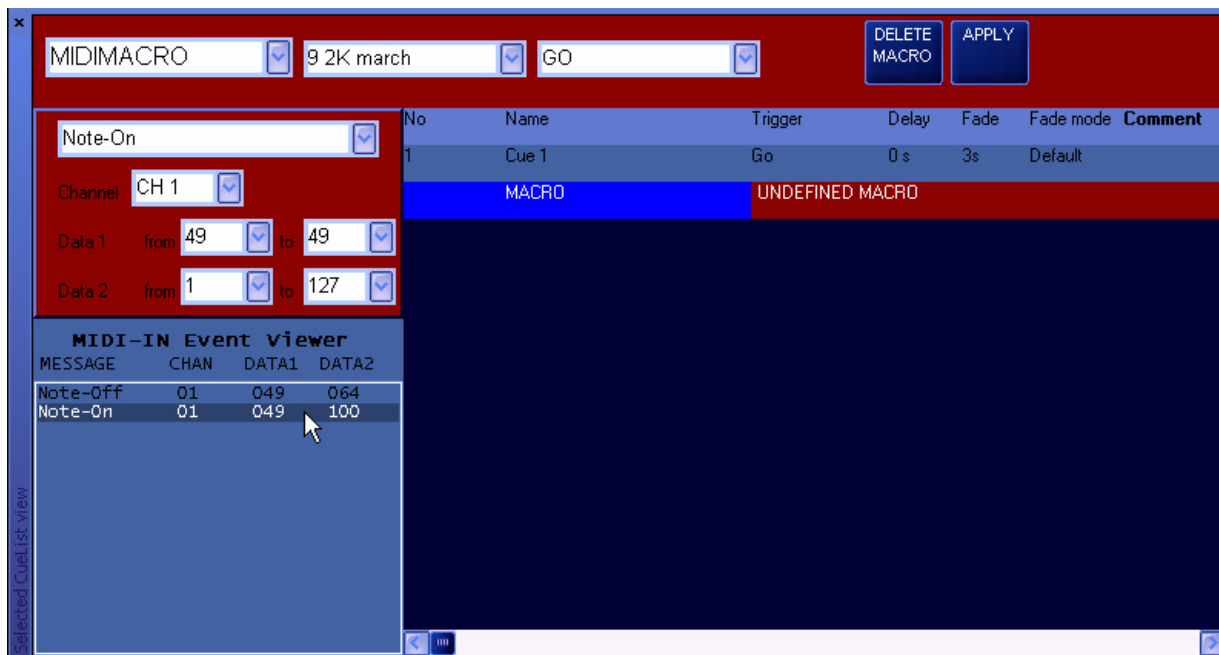 ×
MIDIMACRO 9 2K march GO DELETE MACRO APPLY
Note-On
Channel CH 1
Data 1 from 49 to 49
Data 2 from 1 to 127
MIDI-IN Event Viewer
MESSAGE CHAN DATA1 DATA2
Note-Off 01 049 064
Note-On 01 049 100
No Name Trigger Delay Fade Fade mode Comment
1 Cue 1 Go 0 s 3s Default
MACRO UNDEFINED MACRO
Selected CueList view